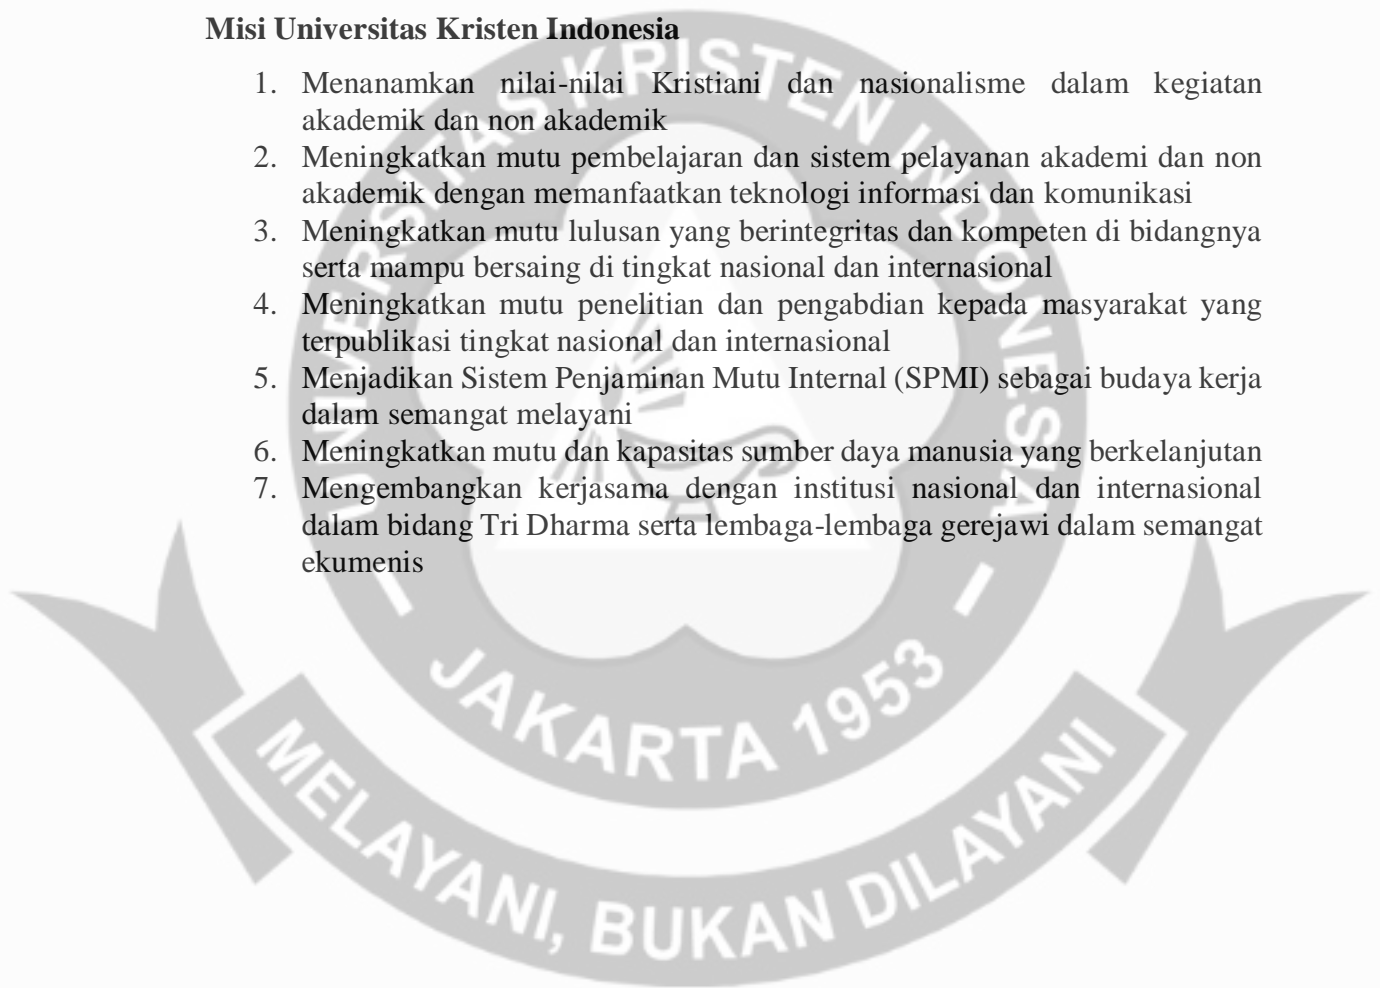 Misi Universitas Kristen Indonesia
1. Menanamkan nilai-nilai Kristiani dan nasionalisme dalam kegiatan
akademik dan non akademik
2. Meningkatkan mutu pembelajaran dan sistem pelayanan akademi dan non
akademik dengan memanfaatkan teknologi informasi dan komunikasi
3. Meningkatkan mutu lulusan yang berintegritas dan kompeten di bidangnya
serta mampu bersaing di tingkat nasional dan internasional
4. Meningkatkan mutu penelitian dan pengabdian kepada masyarakat yang
terpublikasi tingkat nasional dan internasional
5. Menjadikan Sistem Penjaminan Mutu Internal (SPMI) sebagai budaya kerja
dalam semangat melayani
6. Meningkatkan mutu dan kapasitas sumber daya manusia yang berkelanjutan
7. Mengembangkan kerjasama dengan institusi nasional dan internasional
dalam bidang Tri Dharma serta lembaga-lembaga gerejawi dalam semangat
ekumenis
UNIVERSITAS KRISTEN INDONESIA
JAKARTA 1953
MELAYANI, BUKAN DILAYANI